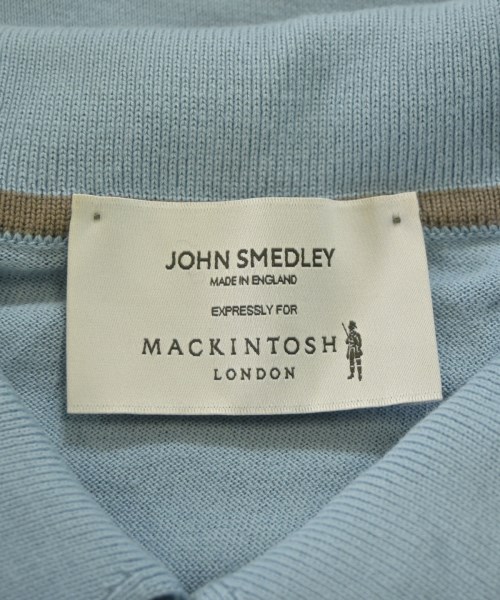 JOHN SMEDLEY
MADE IN ENGLAND
EXPRESSLY FOR
MACKINTOSH
LONDON